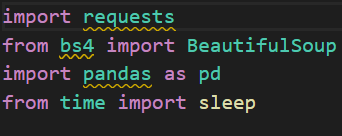 import requests
from bs4 import BeautifulSoup
import pandas as pd
from time import sleep